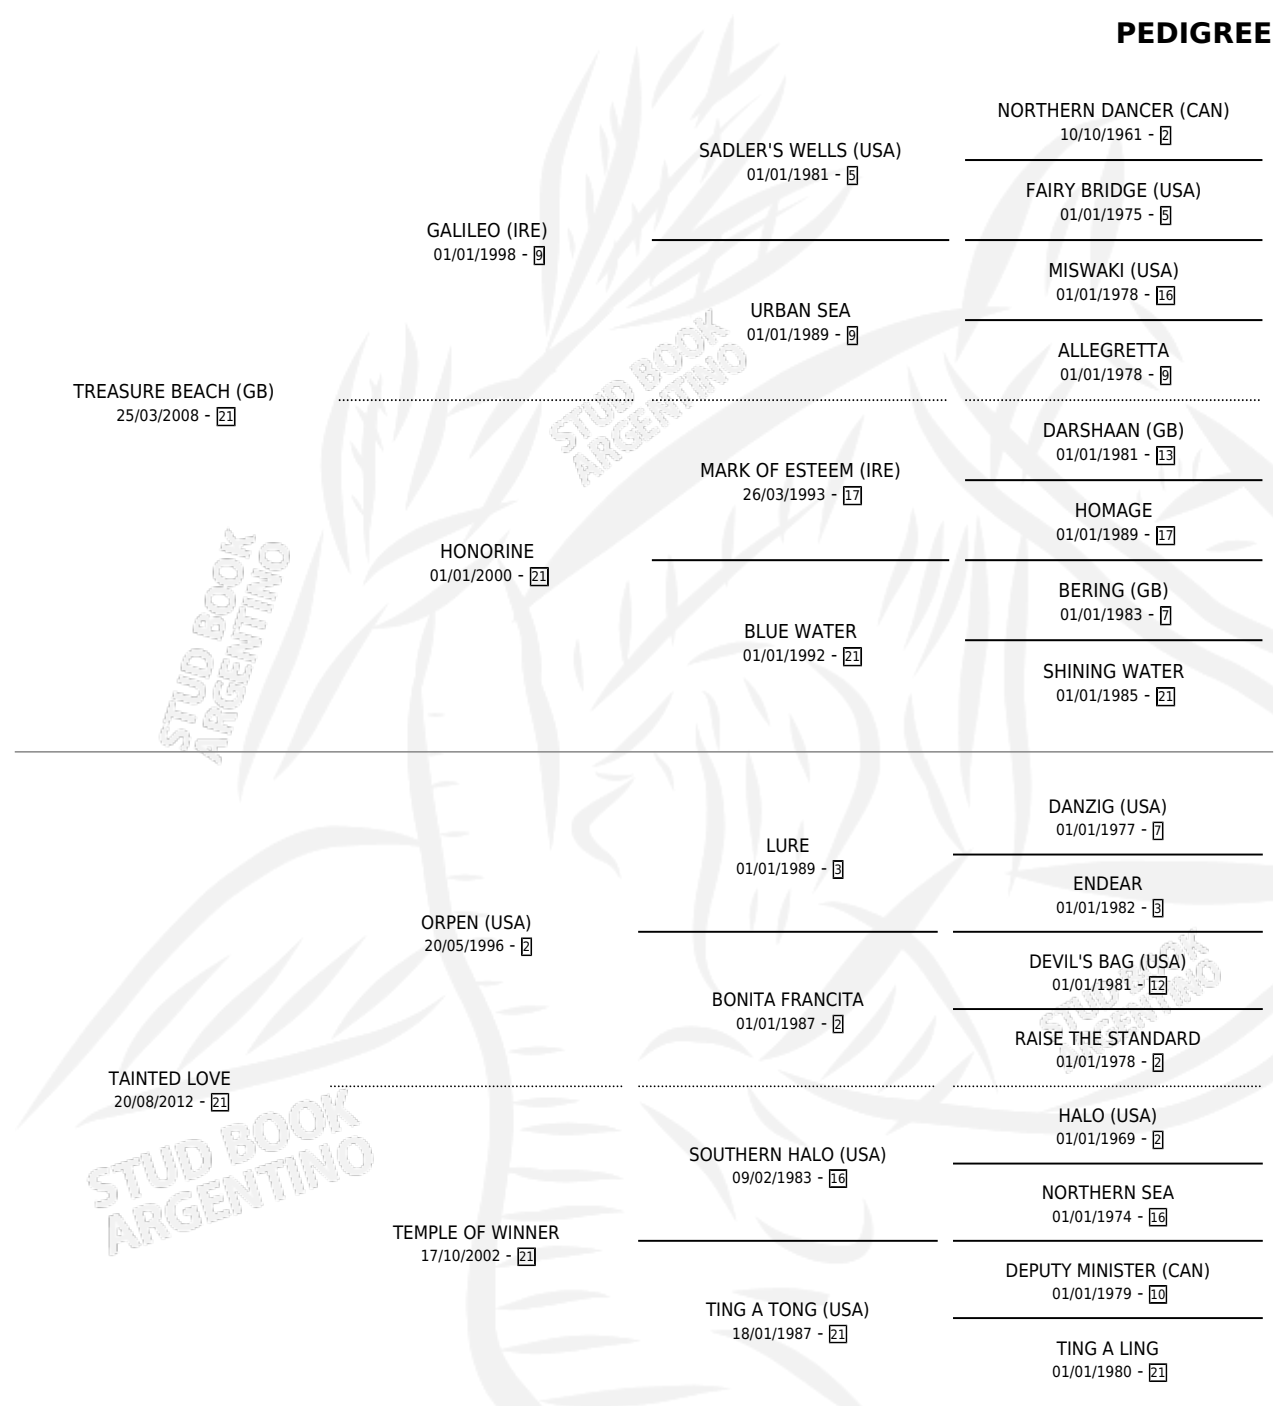 PEDIGREE
NORTHERN DANCER (CAN)
10/10/1961 - 2
SADLER'S WELLS (USA)
01/01/1981 - 5
FAIRY BRIDGE (USA)
01/01/1975 - 5
GALILEO (IRE)
01/01/1998 - 9
MISWAKI (USA)
01/01/1978 - 16
URBAN SEA
01/01/1989 - 9
ALLEGRETTA
01/01/1978 - 9
TREASURE BEACH (GB)
25/03/2008 - 21
DARSHAAN (GB)
01/01/1981 - 13
MARK OF ESTEEM (IRE)
26/03/1993 - 17
HOMAGE
01/01/1989 - 17
HONORINE
01/01/2000 - 21
BERING (GB)
01/01/1983 - 7
BLUE WATER
01/01/1992 - 21
SHINING WATER
01/01/1985 - 21
STUD BOOK
ARGENTINO
STUD BOOK
ARGENTINO
DANZIG (USA)
01/01/1977 - 7
LURE
01/01/1989 - 3
ENDEAR
01/01/1982 - 3
ORPEN (USA)
20/05/1996 - 2
DEVIL'S BAG (USA)
01/01/1981 - 12
BONITA FRANCITA
01/01/1987 - 2
RAISE THE STANDARD
01/01/1978 - 2
TAINTED LOVE
20/08/2012 - 21
HALO (USA)
01/01/1969 - 2
SOUTHERN HALO (USA)
09/02/1983 - 16
NORTHERN SEA
01/01/1974 - 16
TEMPLE OF WINNER
17/10/2002 - 21
DEPUTY MINISTER (CAN)
01/01/1979 - 10
TING A TONG (USA)
18/01/1987 - 21
TING A LING
01/01/1980 - 21
STUD BOOK
ARGENTINO
STUD BOOK
ARGENTINO